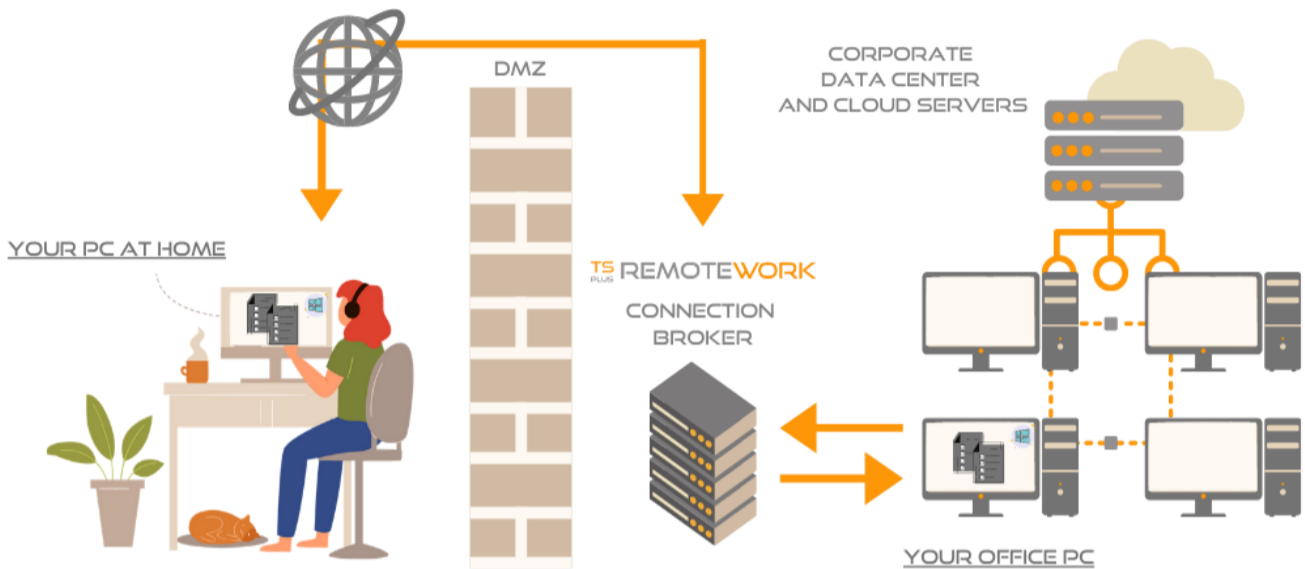 DMZ
CORPORATE
DATA CENTER
AND CLOUD SERVERS
YOUR PC AT HOME
TS
PLUS
REMOTEWORK
CONNECTION
BROKER
YOUR OFFICE PC